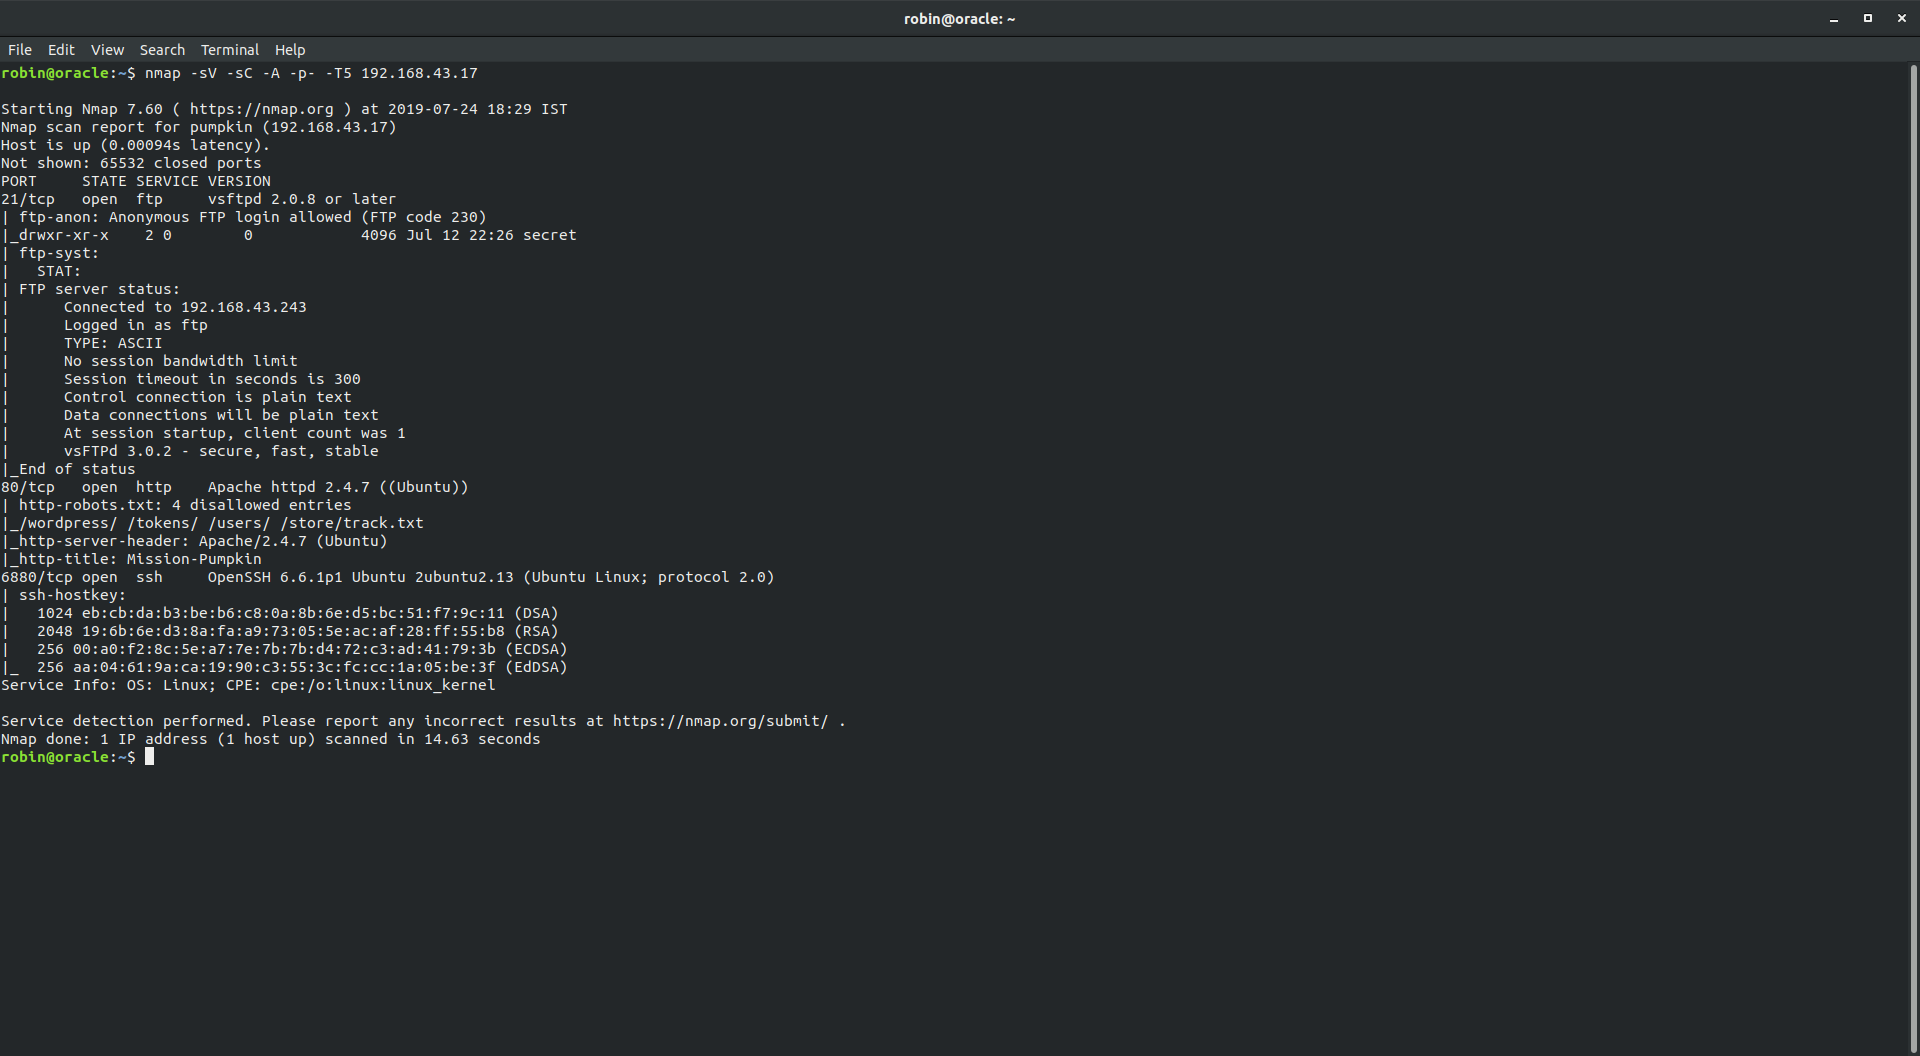 robin@oracle: ~
File Edit View Search Terminal Help
robin@oracle:~$ nmap -sV -sC -A -p- -T5 192.168.43.17
Starting Nmap 7.60 ( https://nmap.org ) at 2019-07-24 18:29 IST
Nmap scan report for pumpkin (192.168.43.17)
Host is up (0.00094s latency).
Not shown: 65532 closed ports
PORT     STATE SERVICE VERSION
21/tcp   open  ftp     vsftpd 2.0.8 or later
| ftp-anon: Anonymous FTP login allowed (FTP code 230)
|_drwxr-xr-x    2 0        0            4096 Jul 12 22:26 secret
| ftp-syst:
|   STAT:
| FTP server status:
|      Connected to 192.168.43.243
|      Logged in as ftp
|      TYPE: ASCII
|      No session bandwidth limit
|      Session timeout in seconds is 300
|      Control connection is plain text
|      Data connections will be plain text
|      At session startup, client count was 1
|      vsFTPd 3.0.2 - secure, fast, stable
|_End of status
80/tcp   open  http    Apache httpd 2.4.7 ((Ubuntu))
| http-robots.txt: 4 disallowed entries
|_/wordpress/ /tokens/ /users/ /store/track.txt
|_http-server-header: Apache/2.4.7 (Ubuntu)
|_http-title: Mission-Pumpkin
6880/tcp open  ssh     OpenSSH 6.6.1p1 Ubuntu 2ubuntu2.13 (Ubuntu Linux; protocol 2.0)
| ssh-hostkey:
|   1024 eb:cb:da:b3:be:b6:c8:0a:8b:6e:d5:bc:51:f7:9c:11 (DSA)
|   2048 19:6b:6e:d3:8a:fa:a9:73:05:5e:ac:af:28:ff:55:b8 (RSA)
|   256 00:a0:f2:8c:5e:a7:7e:7b:7b:d4:72:c3:ad:41:79:3b (ECDSA)
|_  256 aa:04:61:9a:ca:19:90:c3:55:3c:fc:cc:1a:05:be:3f (EdDSA)
Service Info: OS: Linux; CPE: cpe:/o:linux:linux_kernel
Service detection performed. Please report any incorrect results at https://nmap.org/submit/ .
Nmap done: 1 IP address (1 host up) scanned in 14.63 seconds
robin@oracle:~$